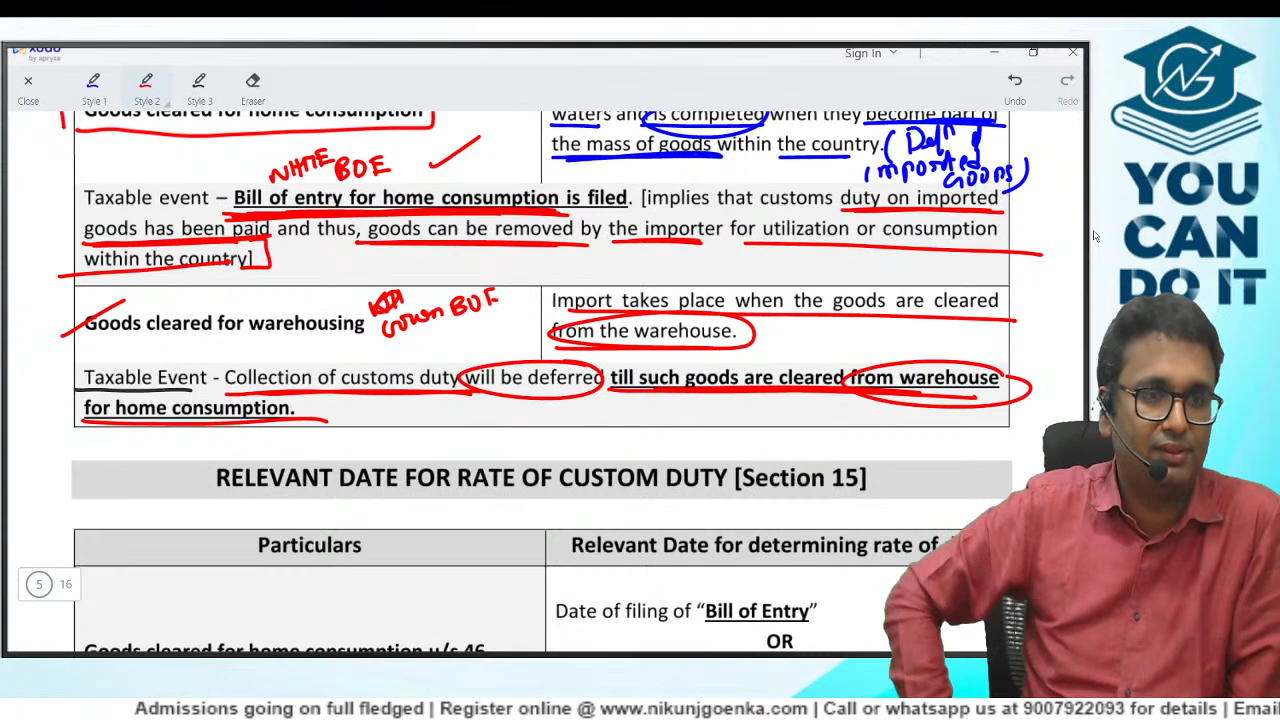 xodo
by apryse
Sign In
Close
Style 1
Style 2
Style 3
Eraser
Undo
Redo
Goods cleared for home consumption
waters and is completed when they become part of
the mass of goods within the country.
(Defn of
imported
Goods)
WHITE BOE
Taxable event – Bill of entry for home consumption is filed. [implies that customs duty on imported
goods has been paid and thus, goods can be removed by the importer for utilization or consumption
within the country]
Goods cleared for warehousing
BOE
Import takes place when the goods are cleared
from the warehouse.
Taxable Event - Collection of customs duty will be deferred till such goods are cleared from warehouse
for home consumption.
RELEVANT DATE FOR RATE OF CUSTOM DUTY [Section 15]
Particulars
Relevant Date for determining rate of
Date of filing of “Bill of Entry”
OR
Goods cleared for home consumption u/s 46
5 16
NG
YOU
CAN
DO IT
Admissions going on full fledged | Register online @ www.nikunjgoenka.com | Call or whatsapp us at 9007922093 for details | Email